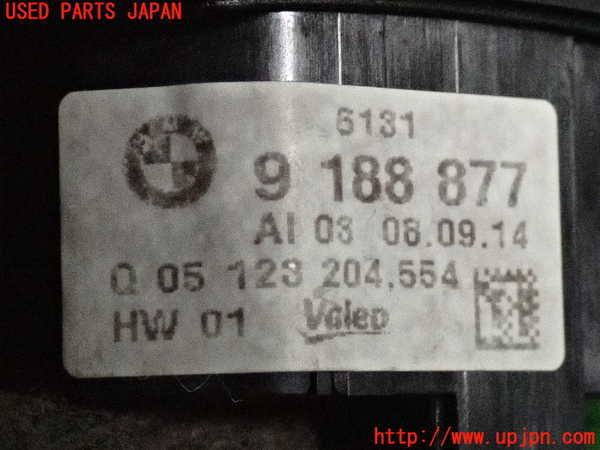 USED PARTS JAPAN
6131
9 188 877
AI 03 08.09.14
Q 05 123 204.554
HW 01 Valeo
http://www.upjpn.com/